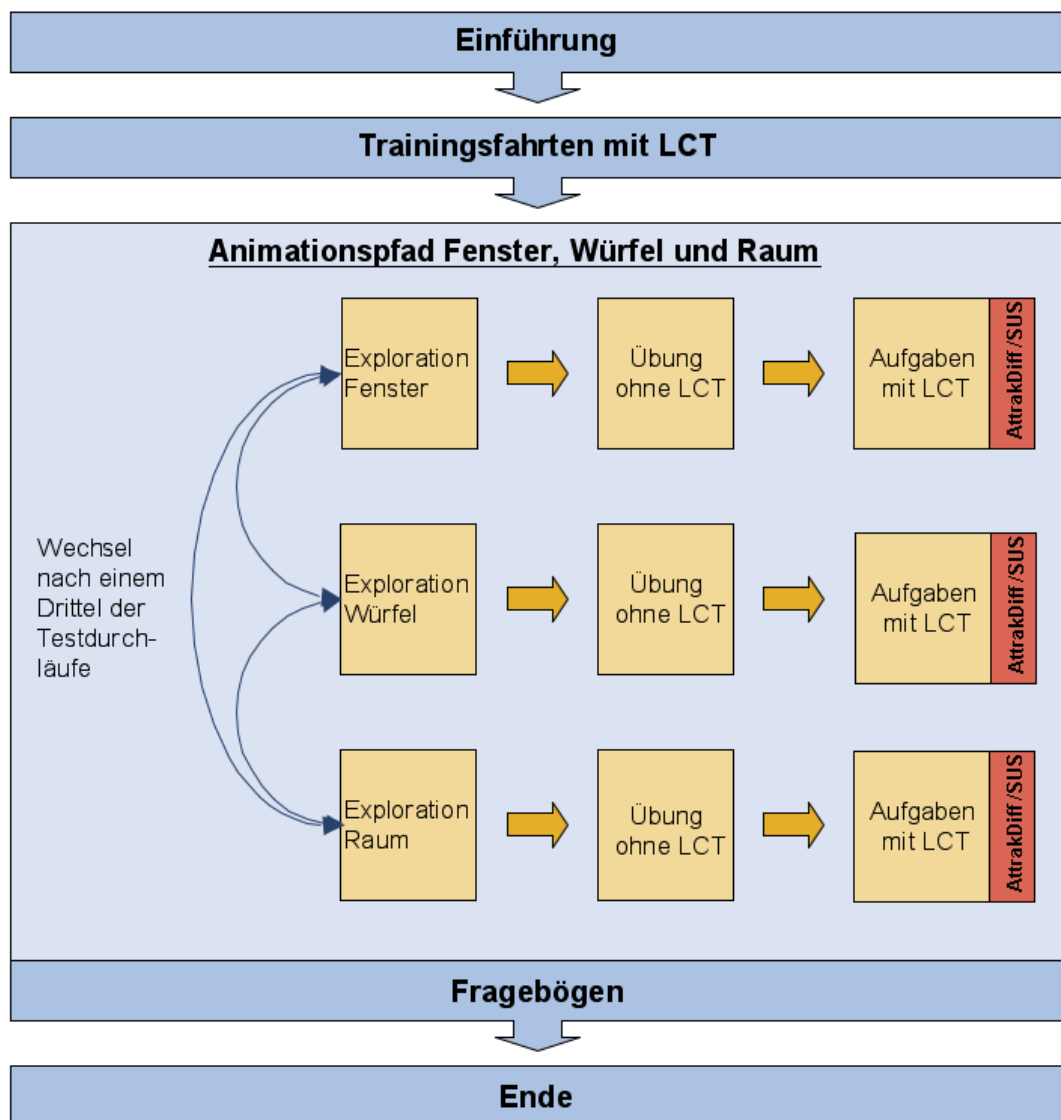 Einführung
Trainingsfahrten mit LCT
Animationspfad Fenster, Würfel und Raum
Exploration
Fenster
Übung
ohne LCT
Aufgaben
mit LCT
AttrakDiff /SUS
Wechsel
nach einem
Drittel der
Testdurch-
läufe
Exploration
Würfel
Übung
ohne LCT
Aufgaben
mit LCT
AttrakDiff /SUS
Exploration
Raum
Übung
ohne LCT
Aufgaben
mit LCT
AttrakDiff /SUS
Fragebögen
Ende